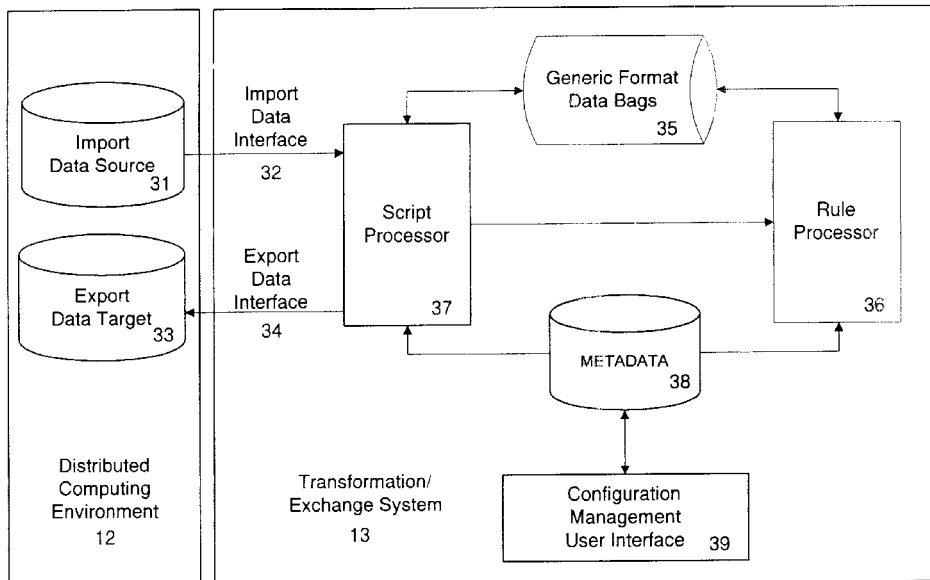 Import
Data Source
31
Export
Data Target
33
Distributed
Computing
Environment
12
Import
Data
Interface
32
Export
Data
Interface
34
Script
Processor
37
Generic Format
Data Bags
35
Rule
Processor
36
METADATA
38
Transformation/
Exchange System
13
Configuration
Management
User Interface
39